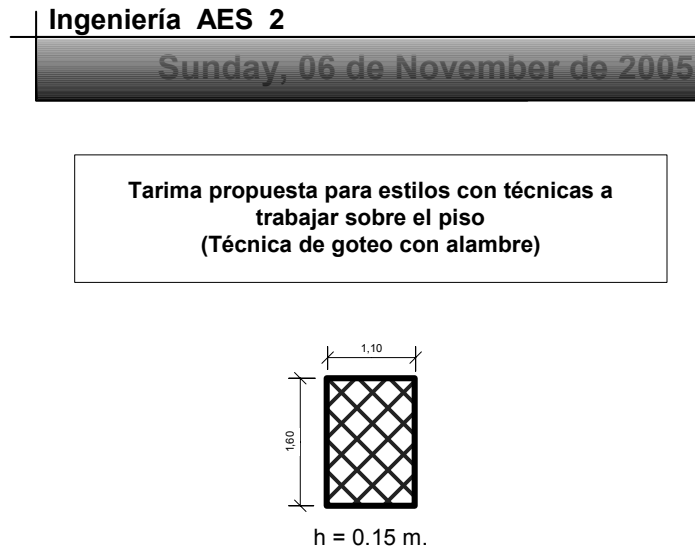 Ingeniería AES 2
Sunday, 06 de November de 2005
Tarima propuesta para estilos con técnicas a
trabajar sobre el piso
(Técnica de goteo con alambre)
1,10
1,60
h = 0.15 m.